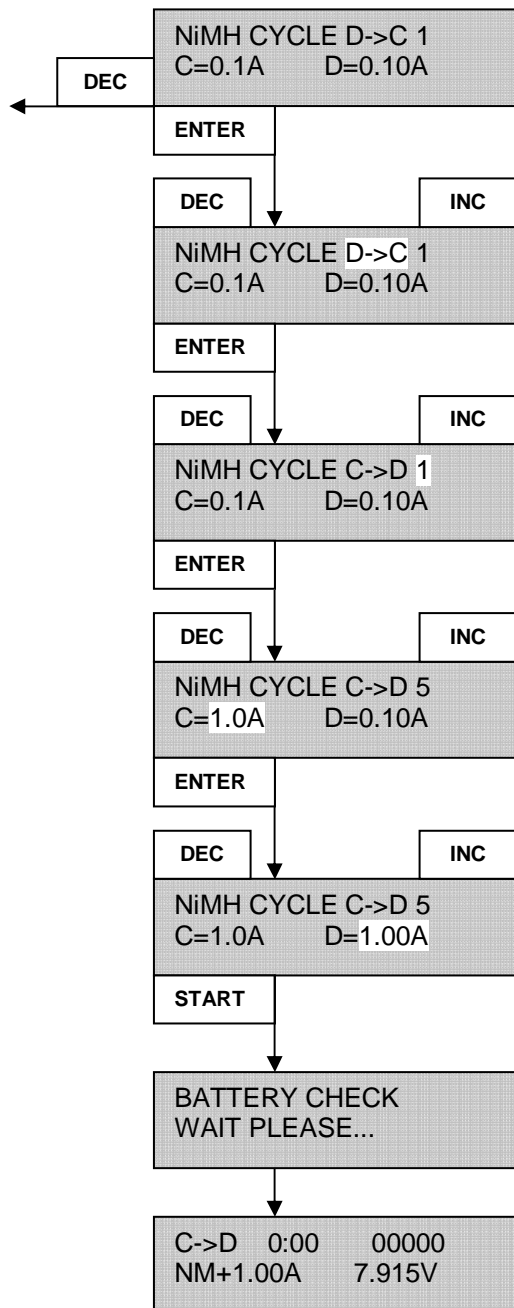 NiMH CYCLE D->C 1
C=0.1A D=0.10A
DEC
ENTER
DEC INC
NiMH CYCLE D->C 1
C=0.1A D=0.10A
ENTER
DEC INC
NiMH CYCLE C->D 1
C=0.1A D=0.10A
ENTER
DEC INC
NiMH CYCLE C->D 5
C=1.0A D=0.10A
ENTER
DEC INC
NiMH CYCLE C->D 5
C=1.0A D=1.00A
START
BATTERY CHECK
WAIT PLEASE...
C->D 0:00 00000
NM+1.00A 7.915V